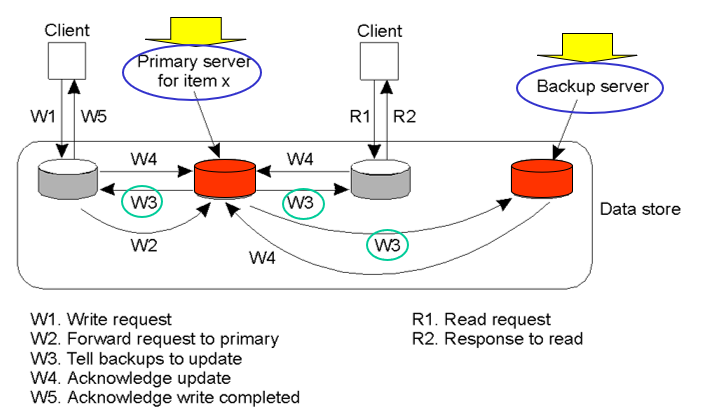 Client
Client
Primary server
for item x
Backup server
W1
W5
R1
R2
W4
W4
W3
W3
W2
W3
W4
Data store
W1. Write request
W2. Forward request to primary
W3. Tell backups to update
W4. Acknowledge update
W5. Acknowledge write completed
R1. Read request
R2. Response to read